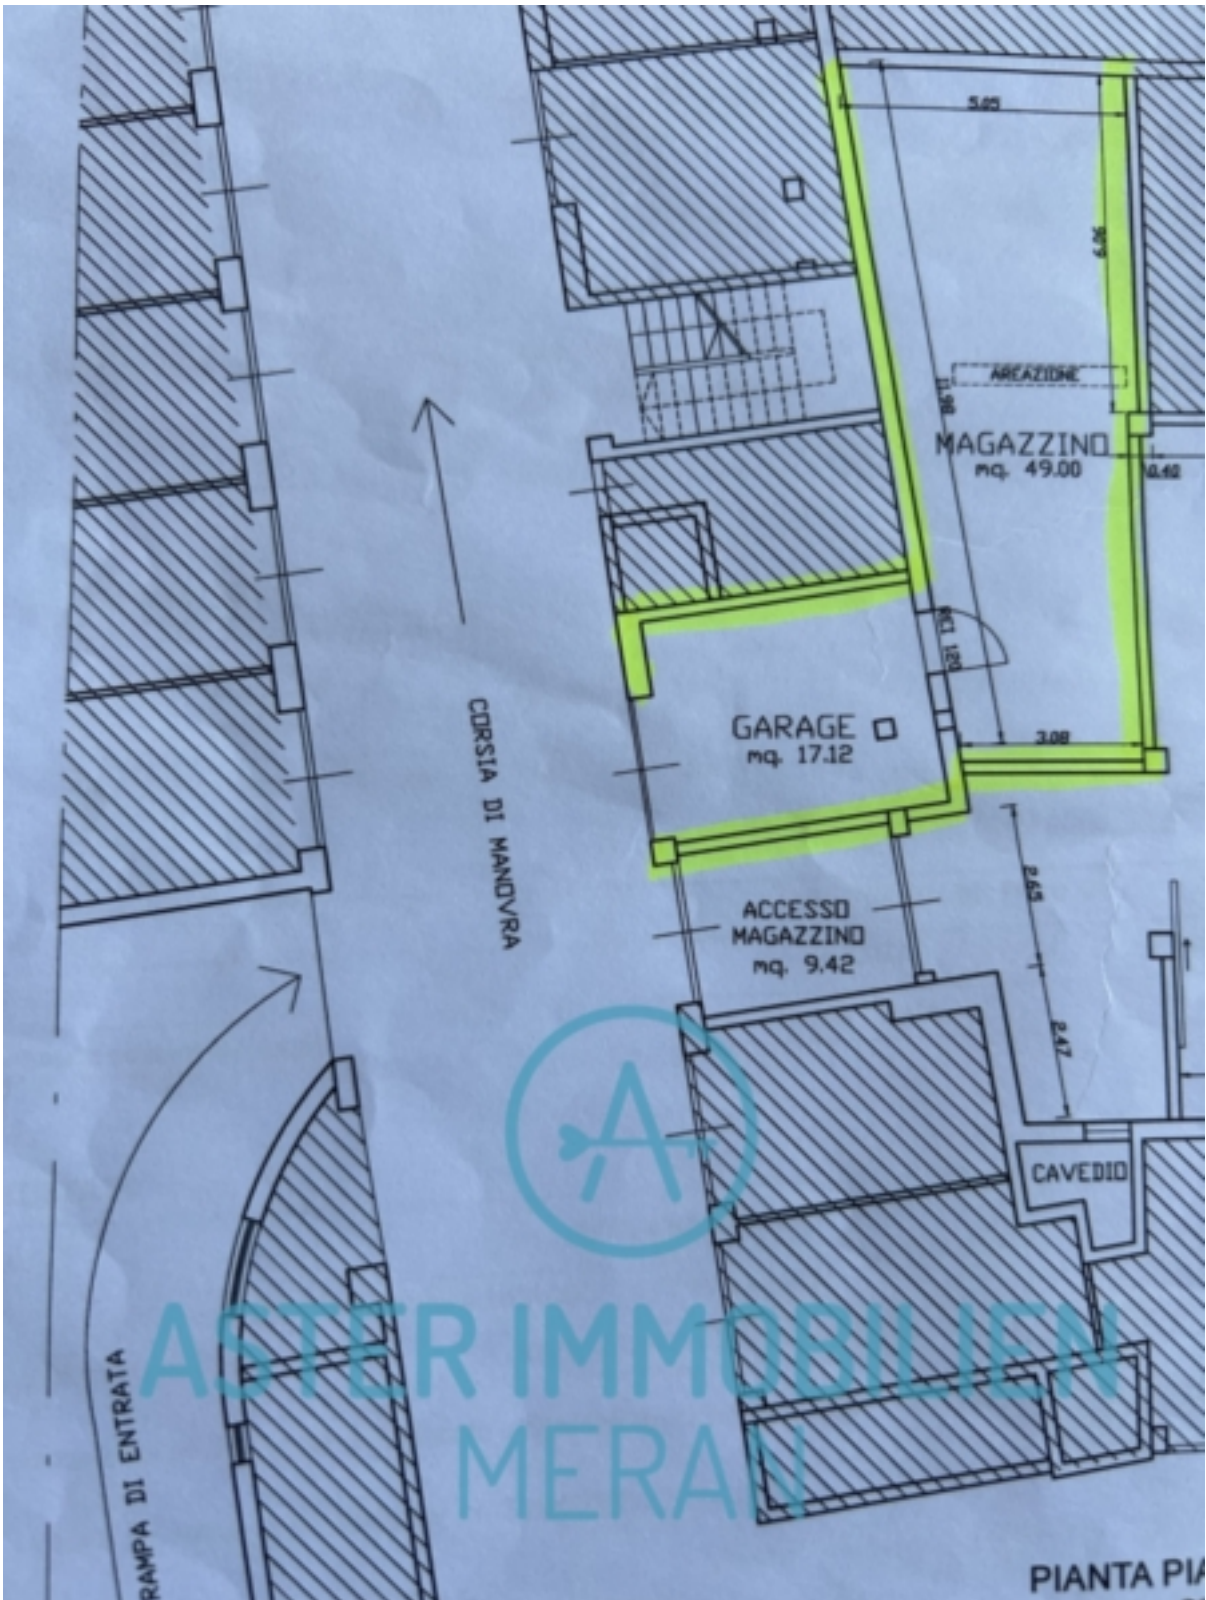 5.05
6.06
AREAZIONE
11.98
MAGAZZINO
mq. 49.00
0.40
REI 120
GARAGE
mq. 17.12
3.08
CORSIA DI MANOVRA
2.65
ACCESSO
MAGAZZINO
mq. 9.42
2.47
CAVEDIO
ASTER IMMOBILIEN
MERAN
RAMPA DI ENTRATA
PIANTA